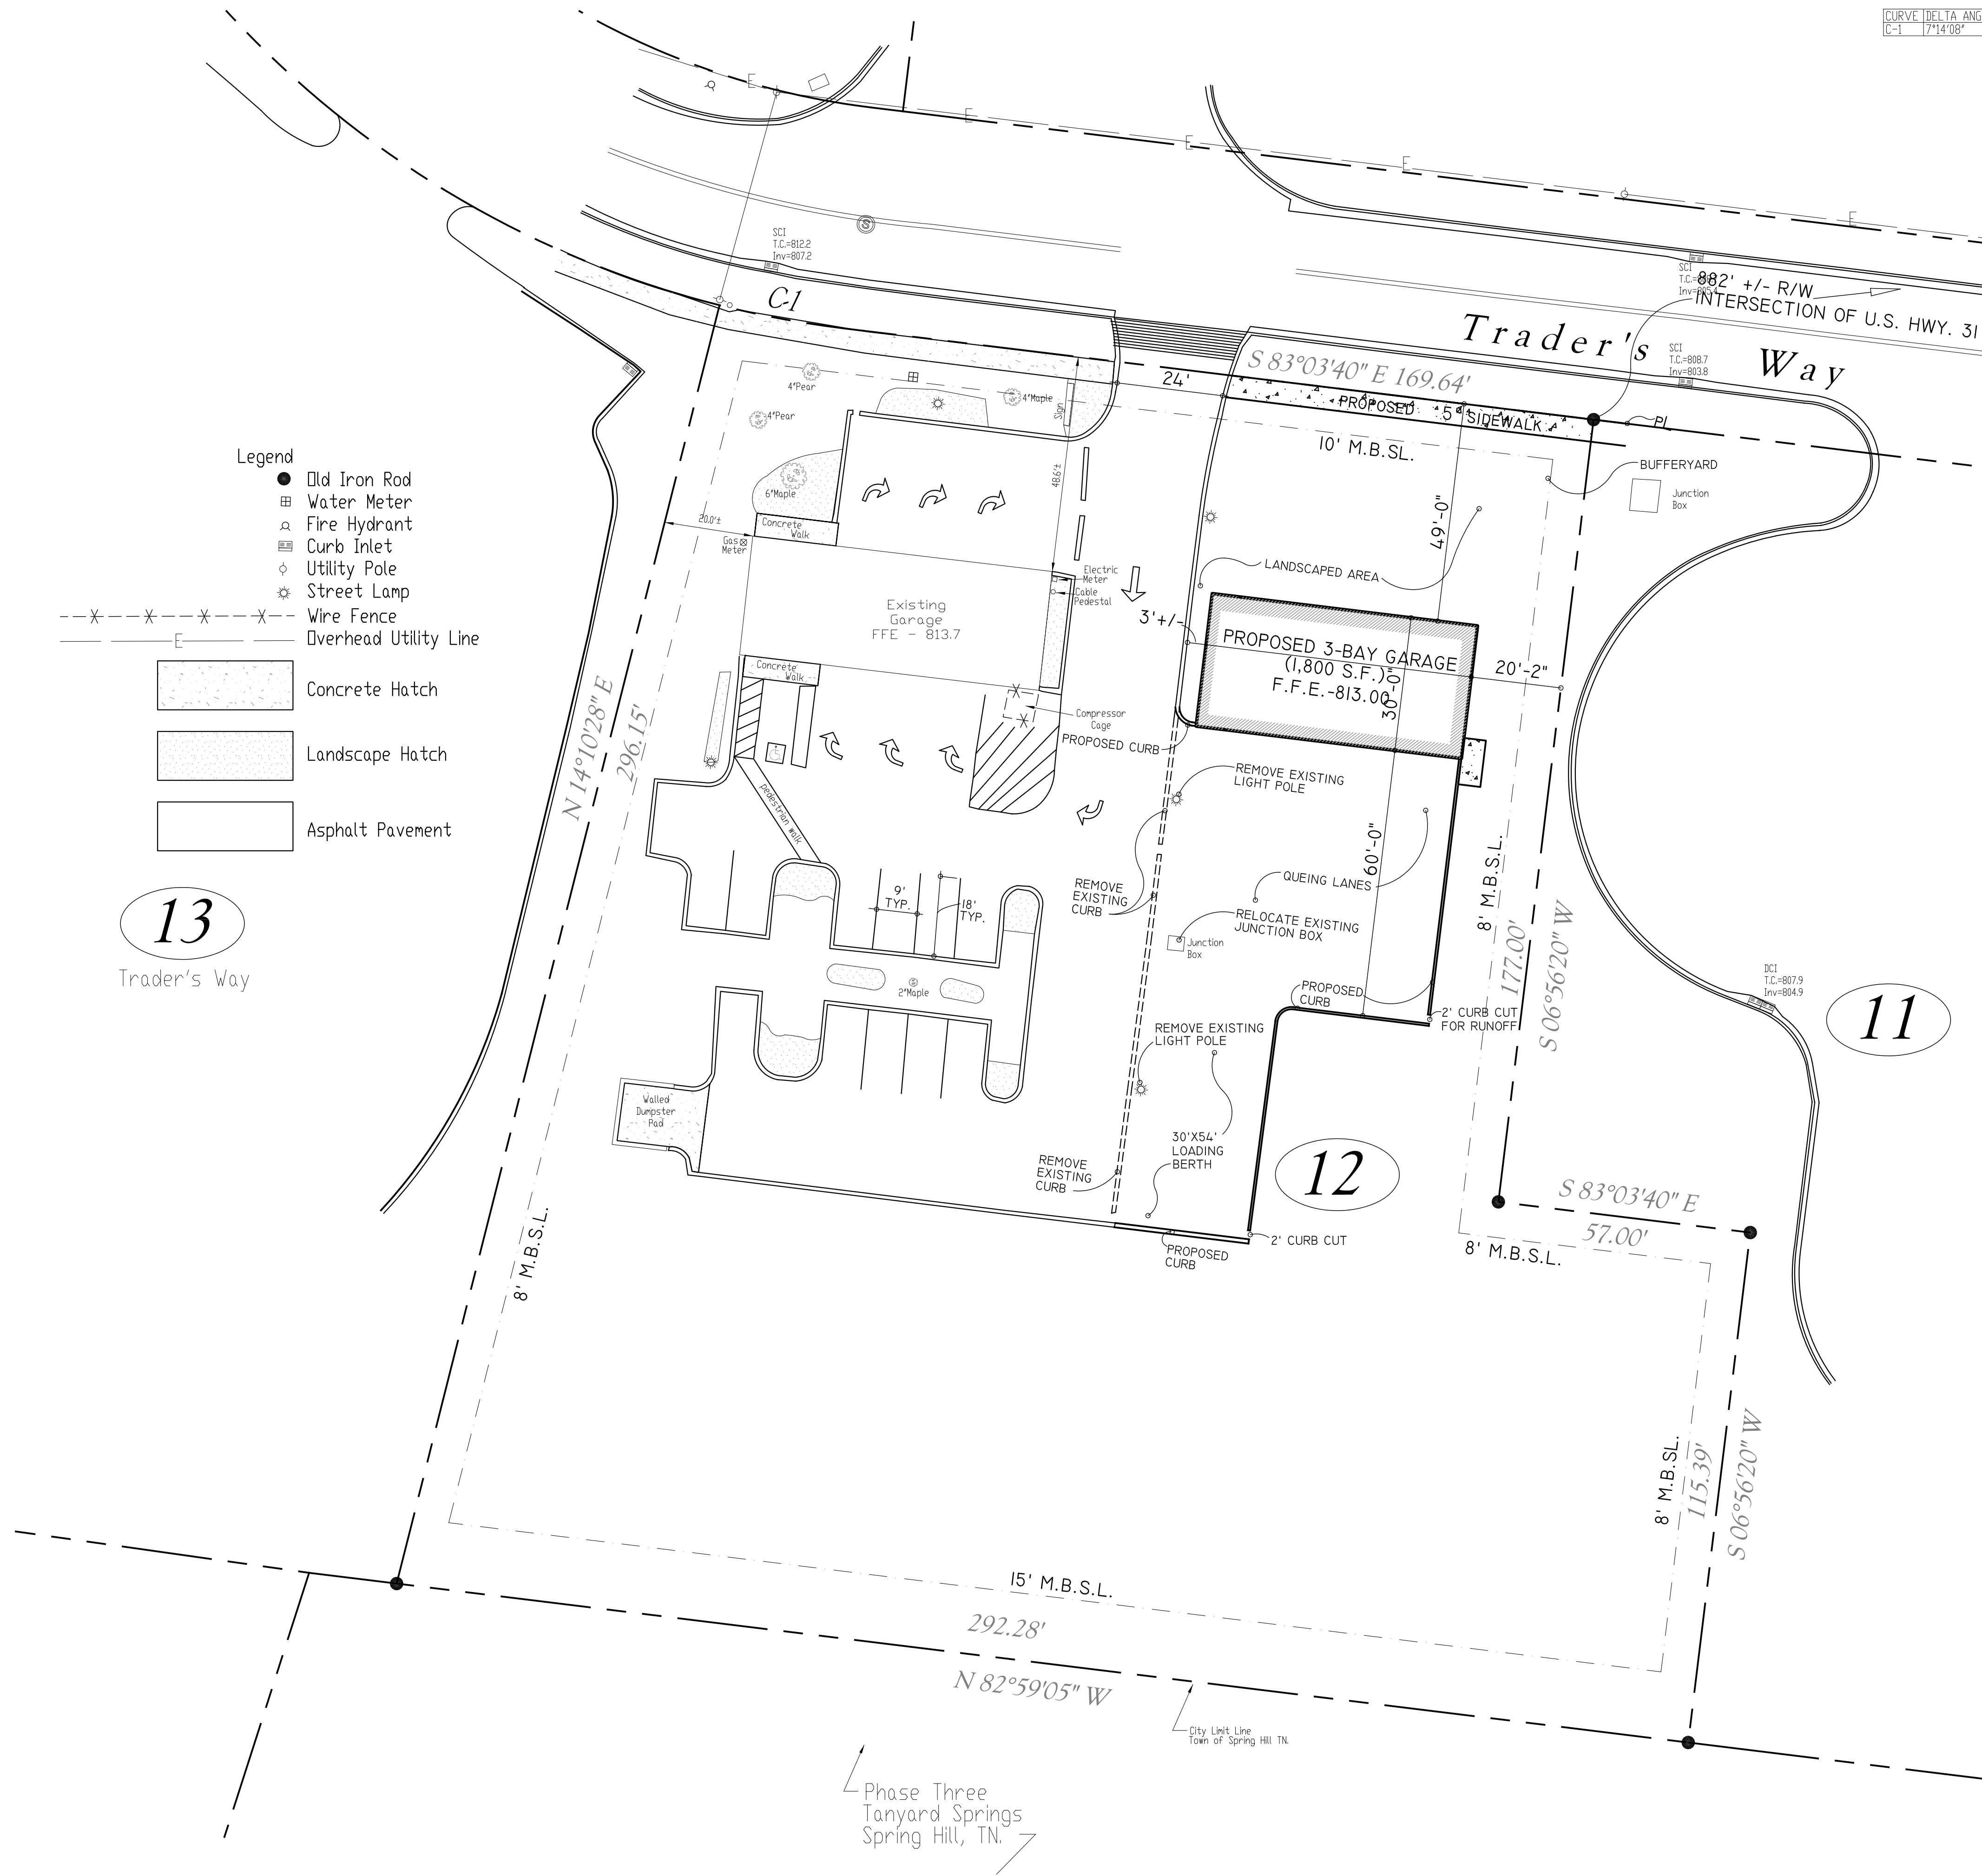 CURVE DELTA ANG
C-1 7°14'08"
E
E
E
E
E
S
SCI
T.C.=812.2
Inv=807.2
C-1
SCI
Inv=805.4
882' +/- R/W
INTERSECTION OF U.S. HWY. 31
Trader's Way
SCI
T.C.=808.7
Inv=803.8
S 83°03'40" E 169.64'
24'
PROPOSED 5' SIDEWALK
PL
10' M.B.SL.
BUFFERYARD
Junction
Box
4"Pear
4"Pear
4"Maple
Sign
6"Maple
48.6'±
20.0'±
Concrete
Walk
Gas
Meter
Electric
Meter
Cable
Pedestal
Existing
Garage
FFE - 813.7
Concrete
Walk
Compressor
Cage
LANDSCAPED AREA
49'-0"
3'+/-
PROPOSED 3-BAY GARAGE
(1,800 S.F.)
F.F.E.-813.00
30'-0"
20'-2"
PROPOSED CURB
REMOVE EXISTING
LIGHT POLE
60'-0"
8' M.B.S.L.
177.00'
S 06°56'20" W
QUEING LANES
REMOVE
EXISTING
CURB
RELOCATE EXISTING
JUNCTION BOX
Junction
Box
PROPOSED
CURB
2' CURB CUT
FOR RUNOFF
REMOVE EXISTING
LIGHT POLE
30'X54'
LOADING
BERTH
REMOVE
EXISTING
CURB
PROPOSED
CURB
2' CURB CUT
12
pedestrian walk
9'
TYP.
18'
TYP.
2"Maple
Walled
Dumpster
Pad
N 14°10'28" E
296.15'
8' M.B.S.L.
Legend
Old Iron Rod
Water Meter
Fire Hydrant
Curb Inlet
Utility Pole
Street Lamp
Wire Fence
E Overhead Utility Line
Concrete Hatch
Landscape Hatch
Asphalt Pavement
13
Trader's Way
DCI
T.C.=807.9
Inv=804.9
11
S 83°03'40" E
57.00'
8' M.B.S.L.
8' M.B.SL.
115.39'
S 06°56'20" W
15' M.B.S.L.
292.28'
N 82°59'05" W
City Limit Line
Town of Spring Hill TN.
Phase Three
Tanyard Springs
Spring Hill, TN.